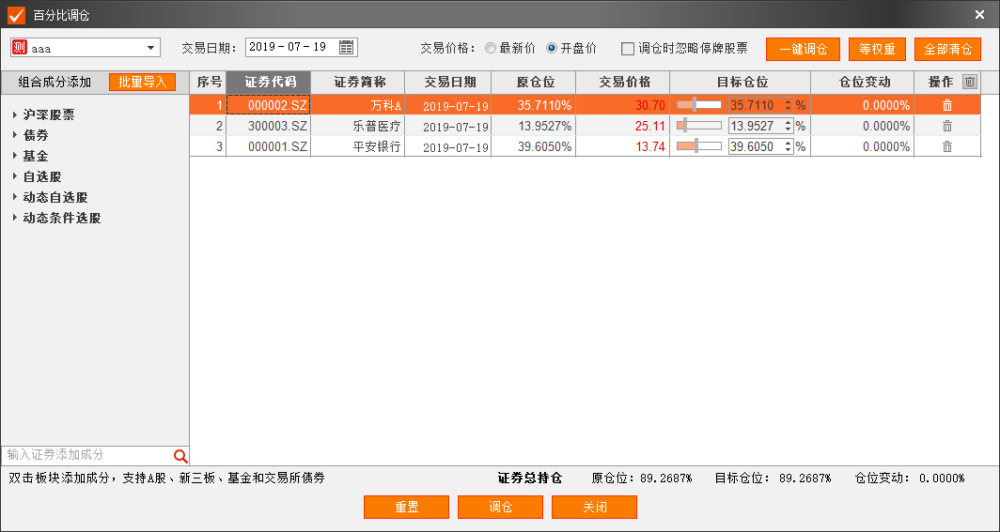 百分比调仓
测 aaa 交易日期: 2019-07-19 交易价格: 最新价 开盘价 调仓时忽略停牌股票 一键调仓 等权重 全部清仓
组合成分添加 批量导入 序号 证券代码 证券简称 交易日期 原仓位 交易价格 目标仓位 仓位变动 操作
1 000002.SZ 万科A 2019-07-19 35.7110% 30.70 35.7110 % 0.0000%
2 300003.SZ 乐普医疗 2019-07-19 13.9527% 25.11 13.9527 % 0.0000%
3 000001.SZ 平安银行 2019-07-19 39.6050% 13.74 39.6050 % 0.0000%
沪深股票
债券
基金
自选股
动态自选股
动态条件选股
输入证券添加成分
双击板块添加成分，支持A股、新三板、基金和交易所债券 证券总持仓 原仓位: 89.2687% 目标仓位: 89.2687% 仓位变动: 0.0000%
重置 调仓 关闭